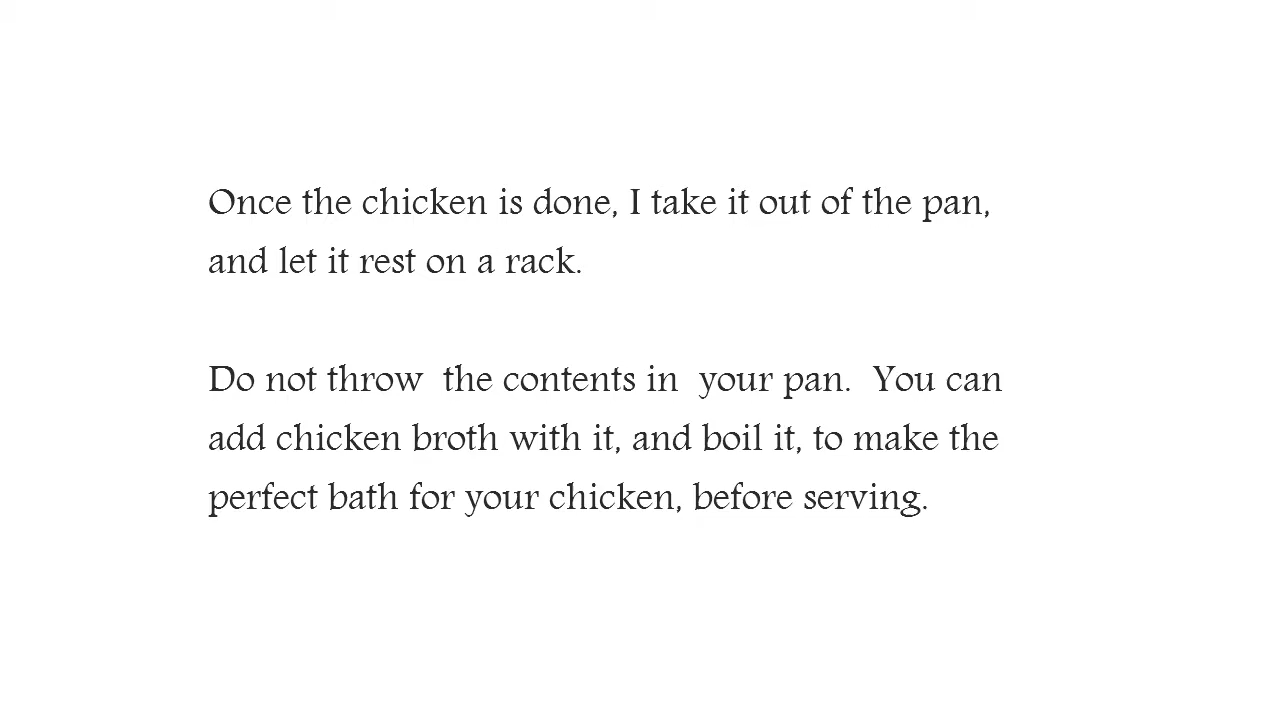 Once the chicken is done, I take it out of the pan,
and let it rest on a rack.
Do not throw  the contents in  your pan.  You can
add chicken broth with it, and boil it, to make the
perfect bath for your chicken, before serving.